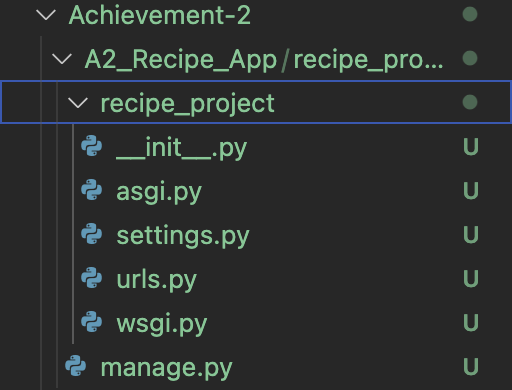 Achievement-2
A2_Recipe_App/recipe_pro...
recipe_project
__init__.py U
asgi.py U
settings.py U
urls.py U
wsgi.py U
manage.py U